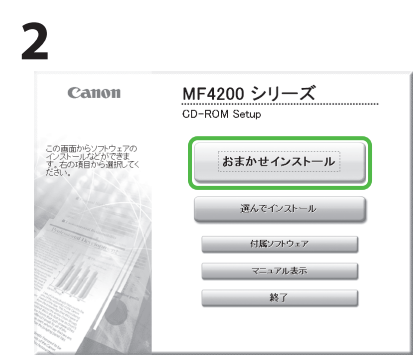 2
Canon
MF4200 シリーズ
CD-ROM Setup
この画面からソフトウェアの
インストールなどができま
す。右の項目から選択してく
ださい。
おまかせインストール
選んでインストール
付属ソフトウェア
マニュアル表示
終了